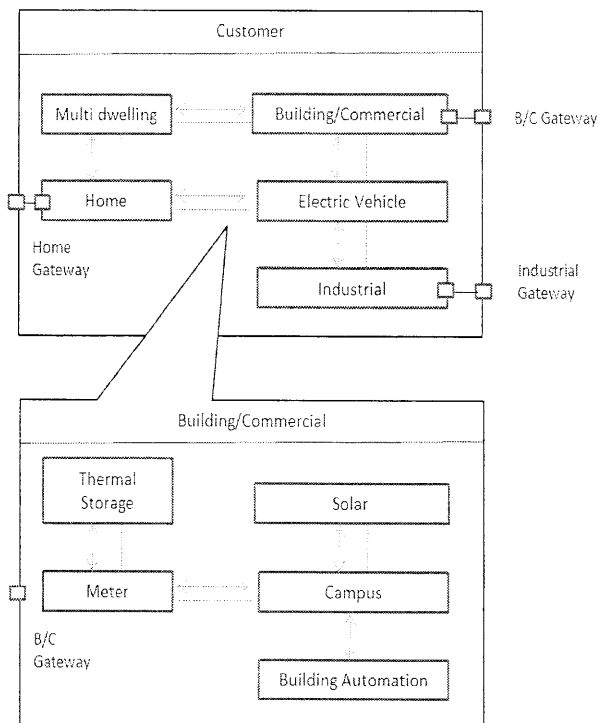 Customer
Multi dwelling
Building/Commercial
B/C Gateway
Home
Electric Vehicle
Home
Gateway
Industrial
Industrial
Gateway
Building/Commercial
Thermal
Storage
Solar
Meter
Campus
B/C
Gateway
Building Automation